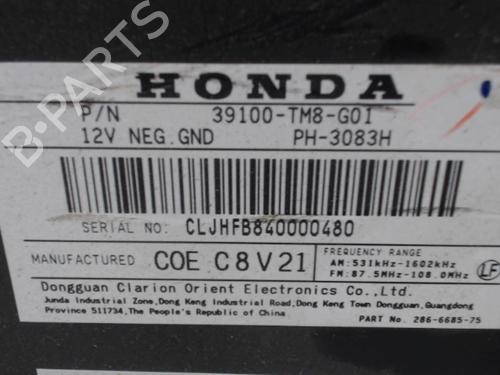 HONDA
P/N 39100-TM8-G01
12V NEG.GND PH-3083H
SERIAL NO: CLJHFB840000480
MANUFACTURED COE C8V21
FREQUENCY RANGE
AM:531kHz-1602kHz
FM:87.5MHz-108.0MHz
LF
Dongguan Clarion Orient Electronics Co.,Ltd.
Junda Industrial Zone,Dong Keng Industrial Road,Dong Keng Town Dongguan,Guangdong
Province 511734,The People's Republic of China
PART No. 286-6685-75
B-PARTS